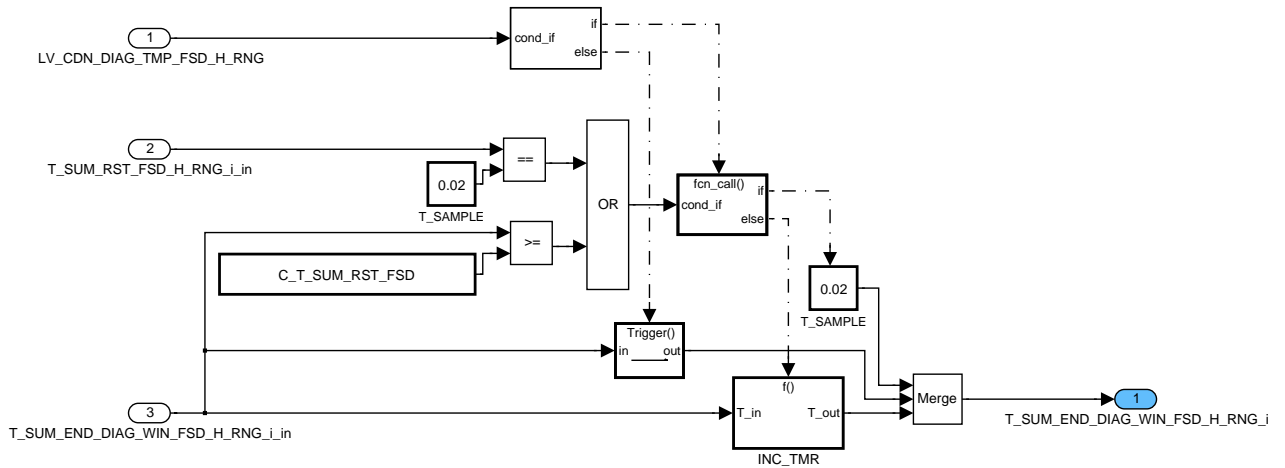 if
1
cond_if
else
LV_CDN_DIAG_TMP_FSD_H_RNG
2
==
T_SUM_RST_FSD_H_RNG_i_in
0.02
T_SAMPLE
OR
fcn_call()
cond_if
if
else
>=
C_T_SUM_RST_FSD
0.02
T_SAMPLE
Trigger()
in
out
f()
3
T_in
T_out
Merge
1
T_SUM_END_DIAG_WIN_FSD_H_RNG_i_in
T_SUM_END_DIAG_WIN_FSD_H_RNG_i
INC_TMR